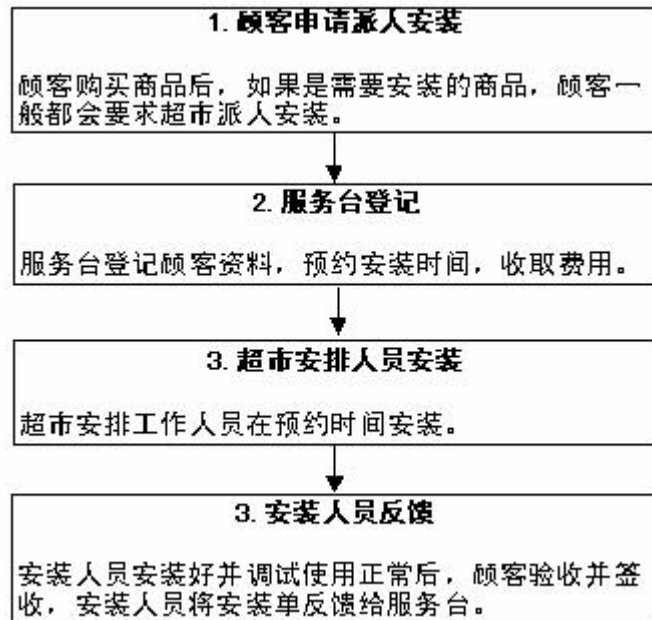 1. 顾客申请派人安装
顾客购买商品后，如果是需要安装的商品，顾客一
般都会要求超市派人安装。
2. 服务台登记
服务台登记顾客资料，预约安装时间，收取费用。
3. 超市安排人员安装
超市安排工作人员在预约时间安装。
3. 安装人员反馈
安装人员安装好并调试使用正常后，顾客验收并签
收，安装人员将安装单反馈给服务台。